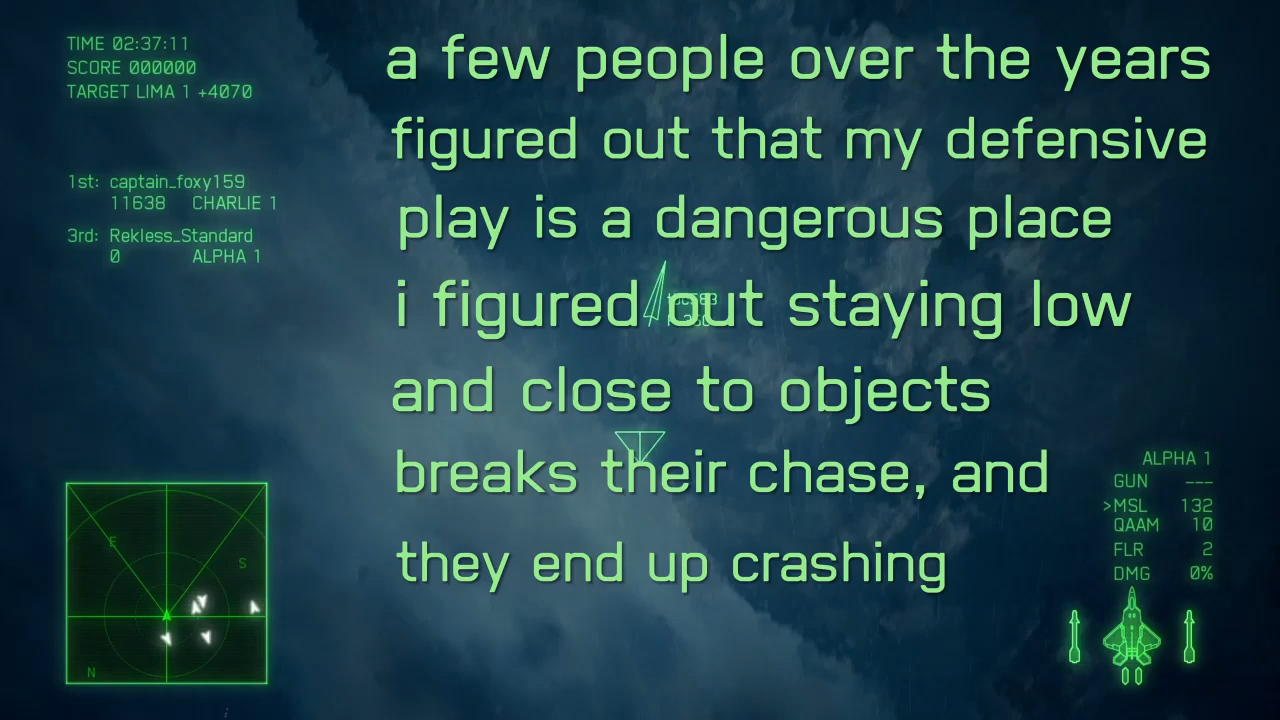 TIME 02:37:11
SCORE 000000
TARGET LIMA 1 +4070
1st: captain_foxy159
11638 CHARLIE 1
3rd: Rekless_Standard
0 ALPHA 1
a few people over the years
figured out that my defensive
play is a dangerous place
i figured out staying low
and close to objects
breaks their chase, and
they end up crashing
E
S
N
ALPHA 1
GUN ---
>MSL 132
QAAM 10
FLR 2
DMG 0%